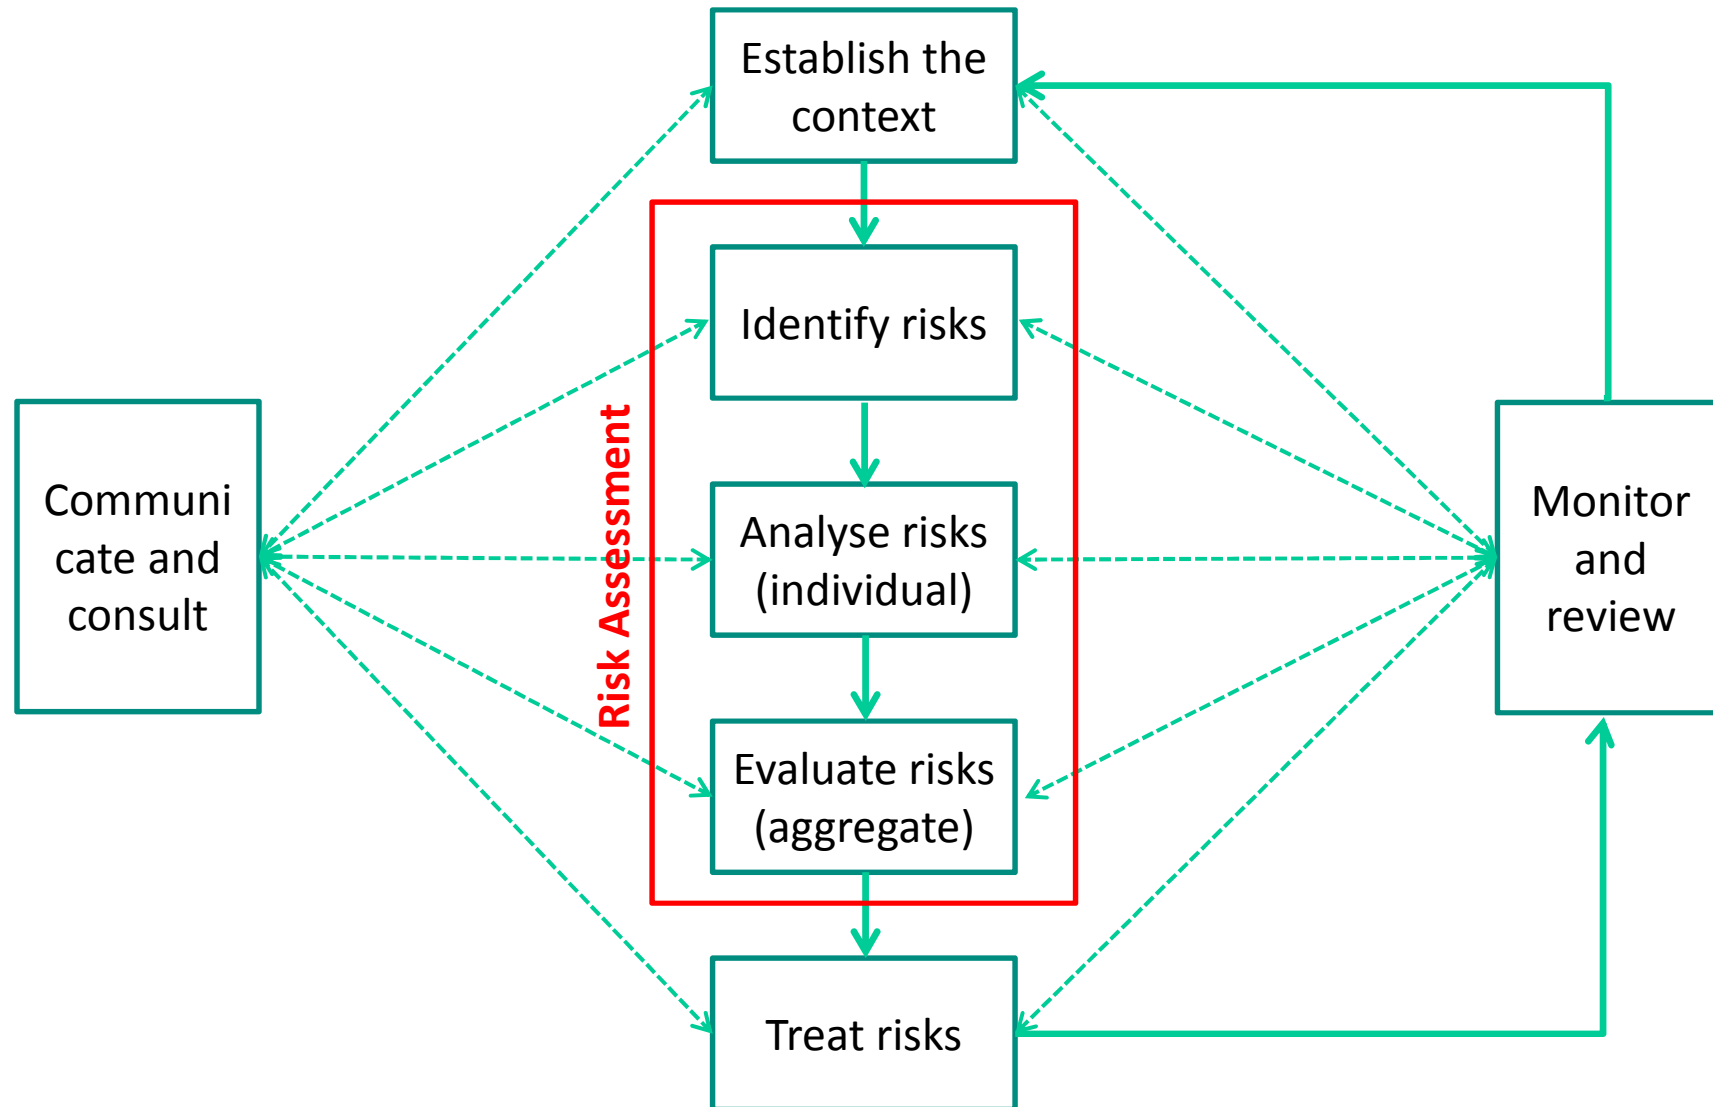 Establish the
context
Identify risks
Risk Assessment
Communi
cate and
consult
Analyse risks
(individual)
Monitor
and
review
Evaluate risks
(aggregate)
Treat risks